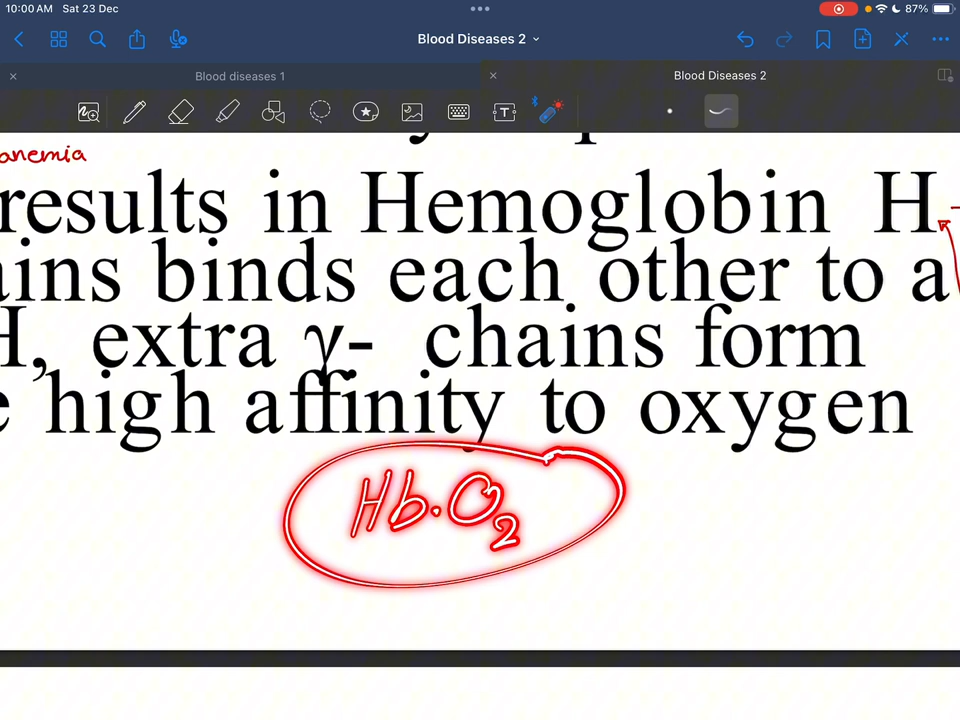 10:00 AM Sat 23 Dec
87%
Blood Diseases 2
Blood diseases 1
Blood Diseases 2
anemia
results in Hemoglobin H
ains binds each other to a
H, extra γ- chains form
e high affinity to oxygen
Hb.O2